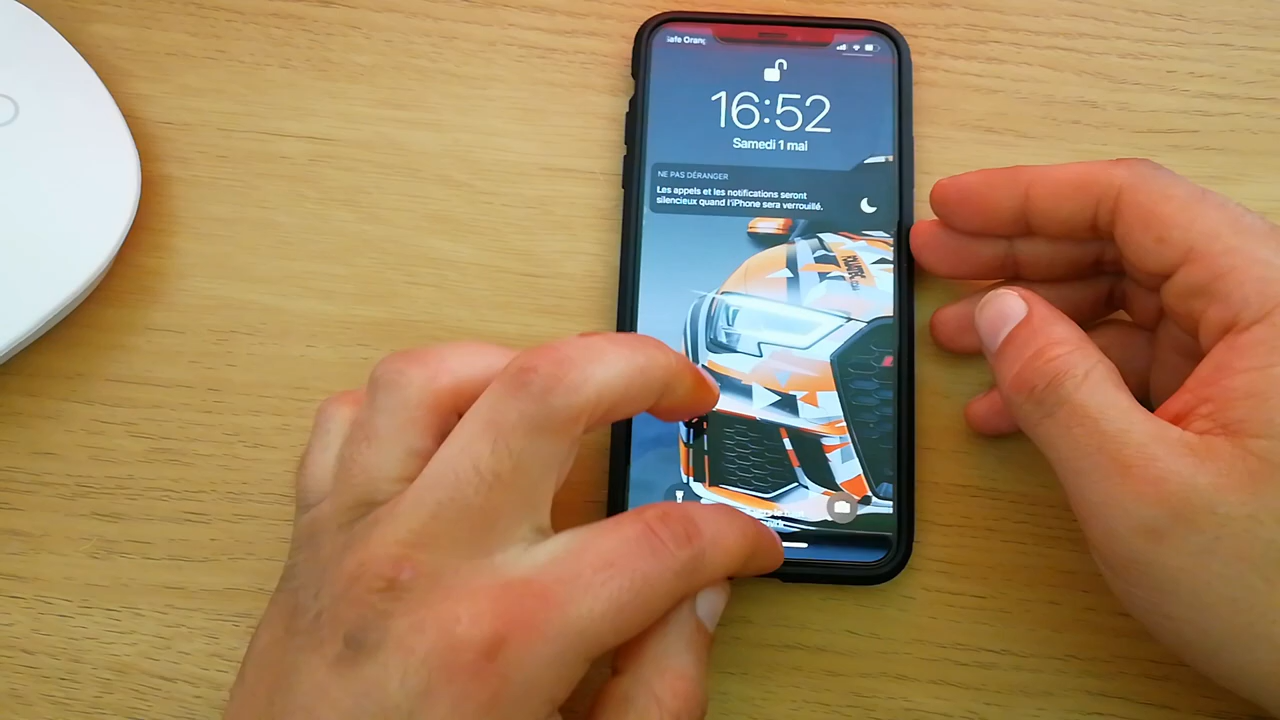 16:52
Samedi 1 mai
NE PAS DÉRANGER
Les appels et les notifications seront
silencieux quand l'iPhone sera verrouillé.